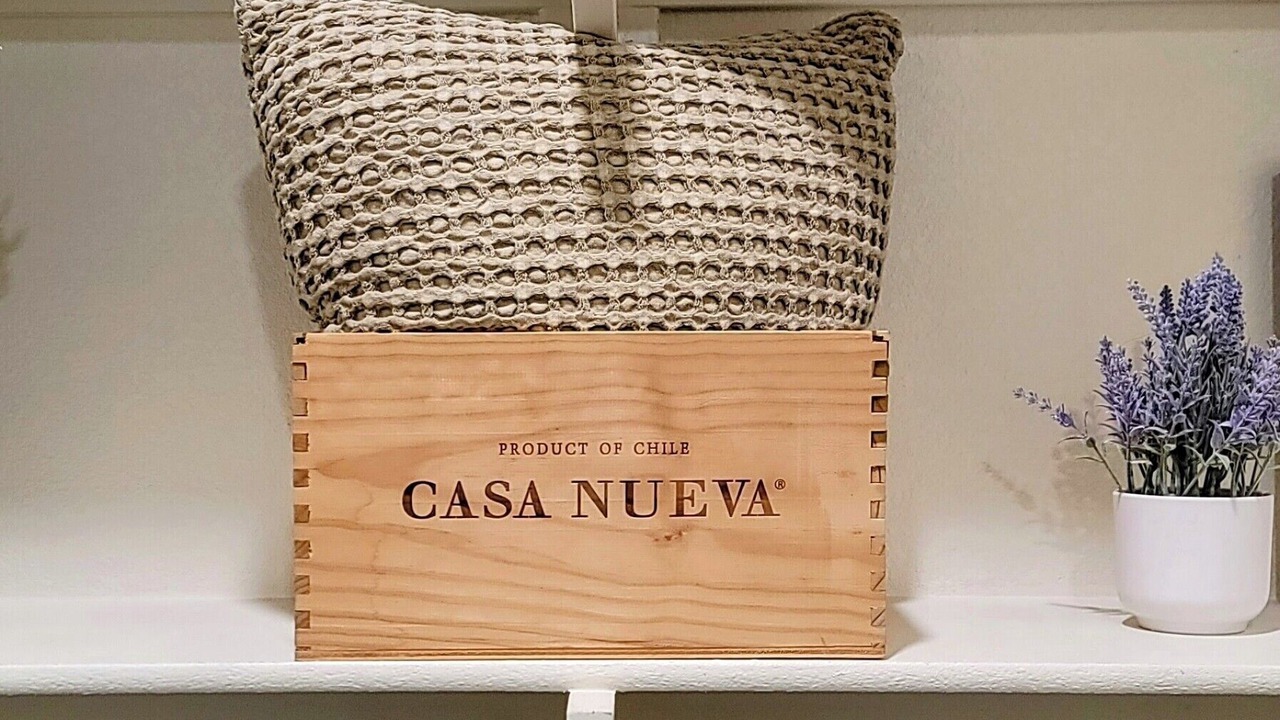 PRODUCT OF CHILE
CASA NUEVA®